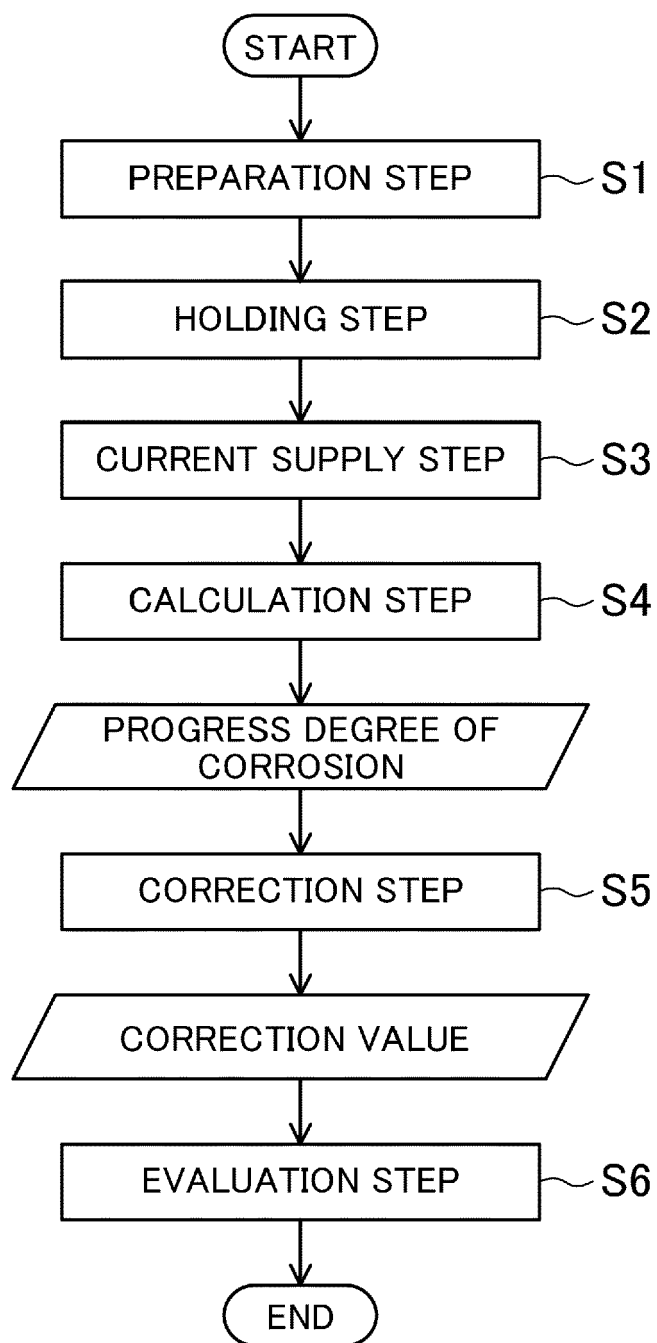 START
PREPARATION STEP
S1
HOLDING STEP
S2
CURRENT SUPPLY STEP
S3
CALCULATION STEP
S4
PROGRESS DEGREE OF
CORROSION
CORRECTION STEP
S5
CORRECTION VALUE
EVALUATION STEP
S6
END